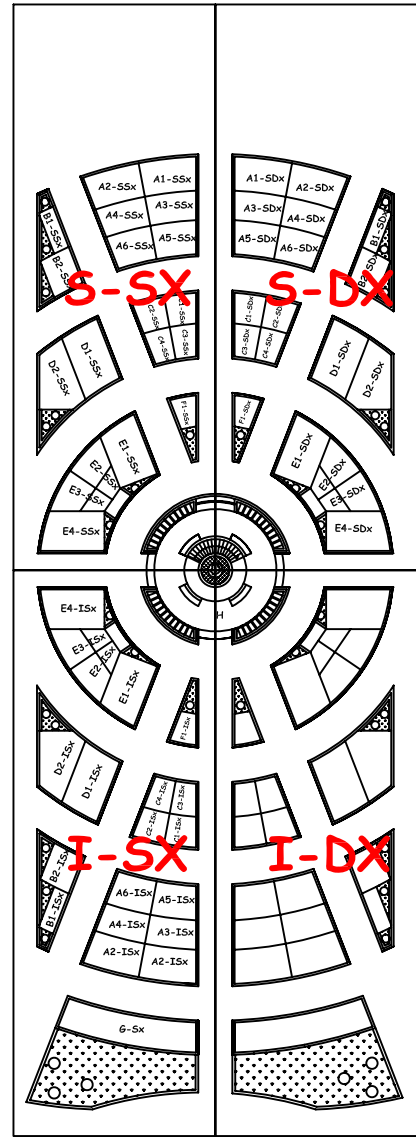 A1-SSx
A2-SSx
A3-SSx
A4-SSx
A5-SSx
A6-SSx
A1-SDx
A2-SDx
A3-SDx
A4-SDx
A5-SDx
A6-SDx
B1-SSx
B2-SSx
B1-SDx
B2-SDx
S-SX
S-DX
C1-SSx
C2-SSx
C3-SSx
C4-SSx
C1-SDx
C2-SDx
C3-SDx
C4-SDx
D1-SSx
D2-SSx
D1-SDx
D2-SDx
F1-SSx
F1-SDx
E1-SSx
E2-SSx
E3-SSx
E4-SSx
E1-SDx
E2-SDx
E3-SDx
E4-SDx
H
E4-ISx
E3-ISx
E2-ISx
E1-ISx
F1-ISx
D2-ISx
D1-ISx
C4-ISx
C3-ISx
C2-ISx
C1-ISx
I-SX
I-DX
B2-ISx
B1-ISx
A6-ISx
A5-ISx
A4-ISx
A3-ISx
A2-ISx
A2-ISx
G-Sx